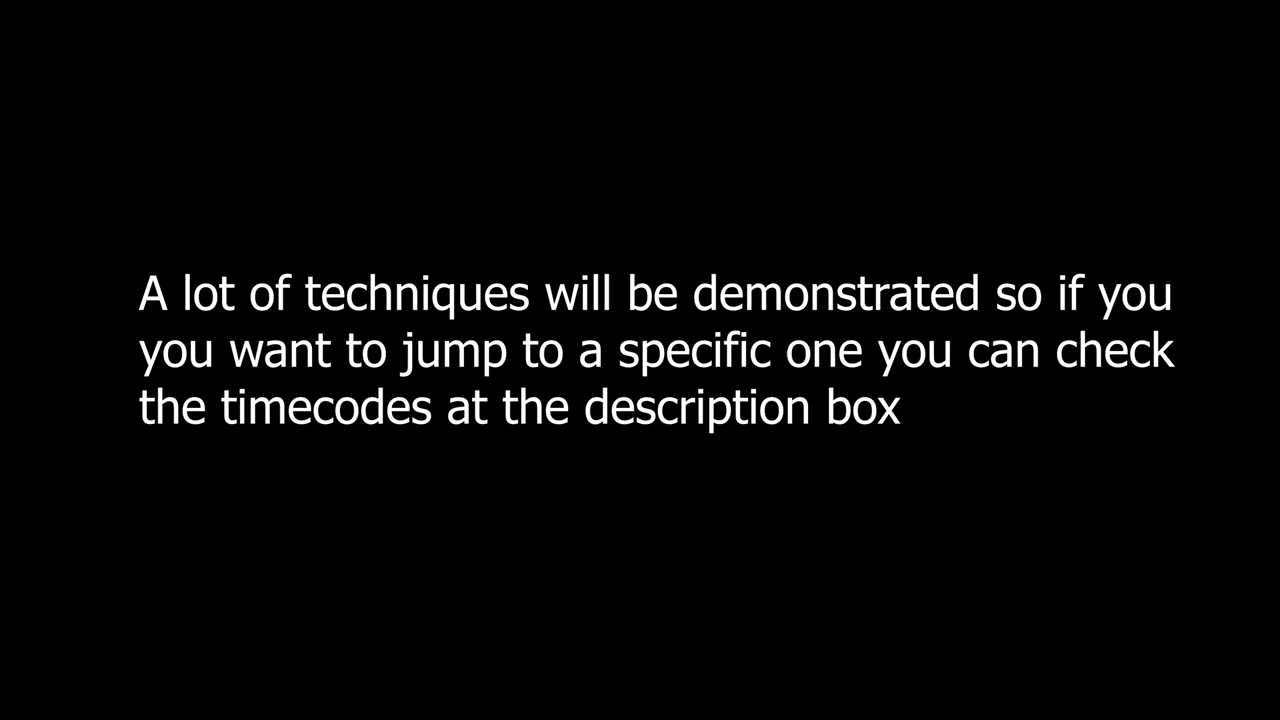 A lot of techniques will be demonstrated so if you
you want to jump to a specific one you can check
the timecodes at the description box